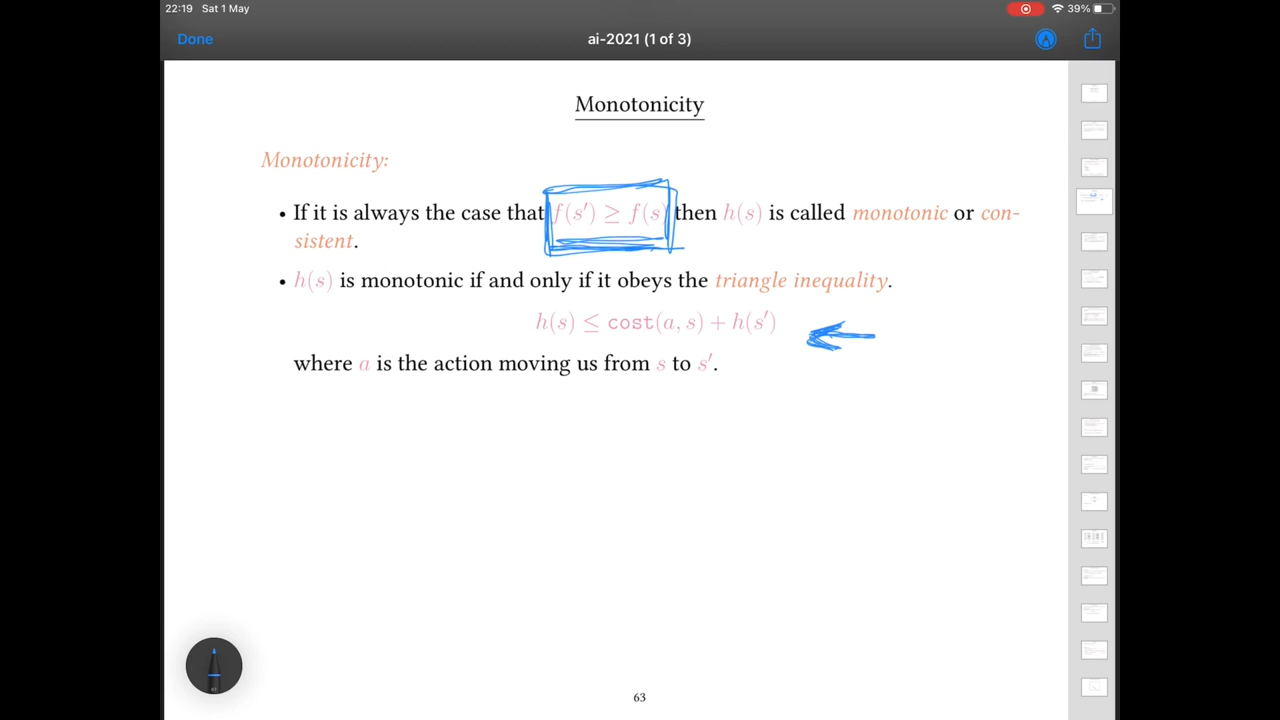 22:19 Sat 1 May 39%
Done ai-2021 (1 of 3)
Monotonicity
Monotonicity:
• If it is always the case that f(s′) ≥ f(s) then h(s) is called monotonic or con-
sistent.
• h(s) is monotonic if and only if it obeys the triangle inequality.
h(s) ≤ cost(a, s) + h(s′)
where a is the action moving us from s to s′.
63